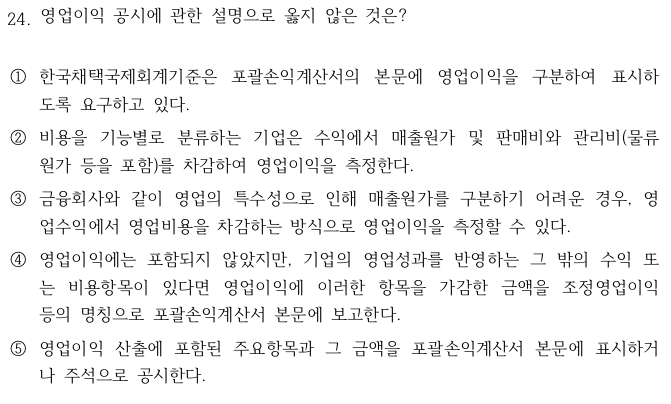 24. 영업이익 공시에 관한 설명으로 옳지 않은 것은?
① 한국채택국제회계기준은 포괄손익계산서의 본문에 영업이익을 구분하여 표시하
도록 요구하고 있다.
② 비용을 기능별로 분류하는 기업은 수익에서 매출원가 및 판매비와 관리비(물류
원가 등을 포함)를 차감하여 영업이익을 측정한다.
③ 금융회사와 같이 영업의 특수성으로 인해 매출원가를 구분하기 어려운 경우, 영
업수익에서 영업비용을 차감하는 방식으로 영업이익을 측정할 수 있다.
④ 영업이익에는 포함되지 않았지만, 기업의 영업성과를 반영하는 그 밖의 수익 또
는 비용항목이 있다면 영업이익에 이러한 항목을 가감한 금액을 조정영업이익
등의 명칭으로 포괄손익계산서 본문에 보고한다.
⑤ 영업이익 산출에 포함된 주요항목과 그 금액을 포괄손익계산서 본문에 표시하거
나 주석으로 공시한다.